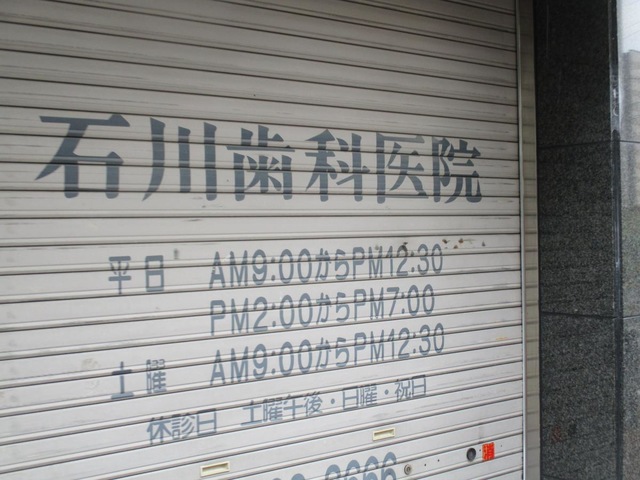 石川歯科医院
平日 AM9:00からPM12:30
PM2:00からPM7:00
土曜 AM9:00からPM12:30
休診日 土曜午後・日曜・祝日